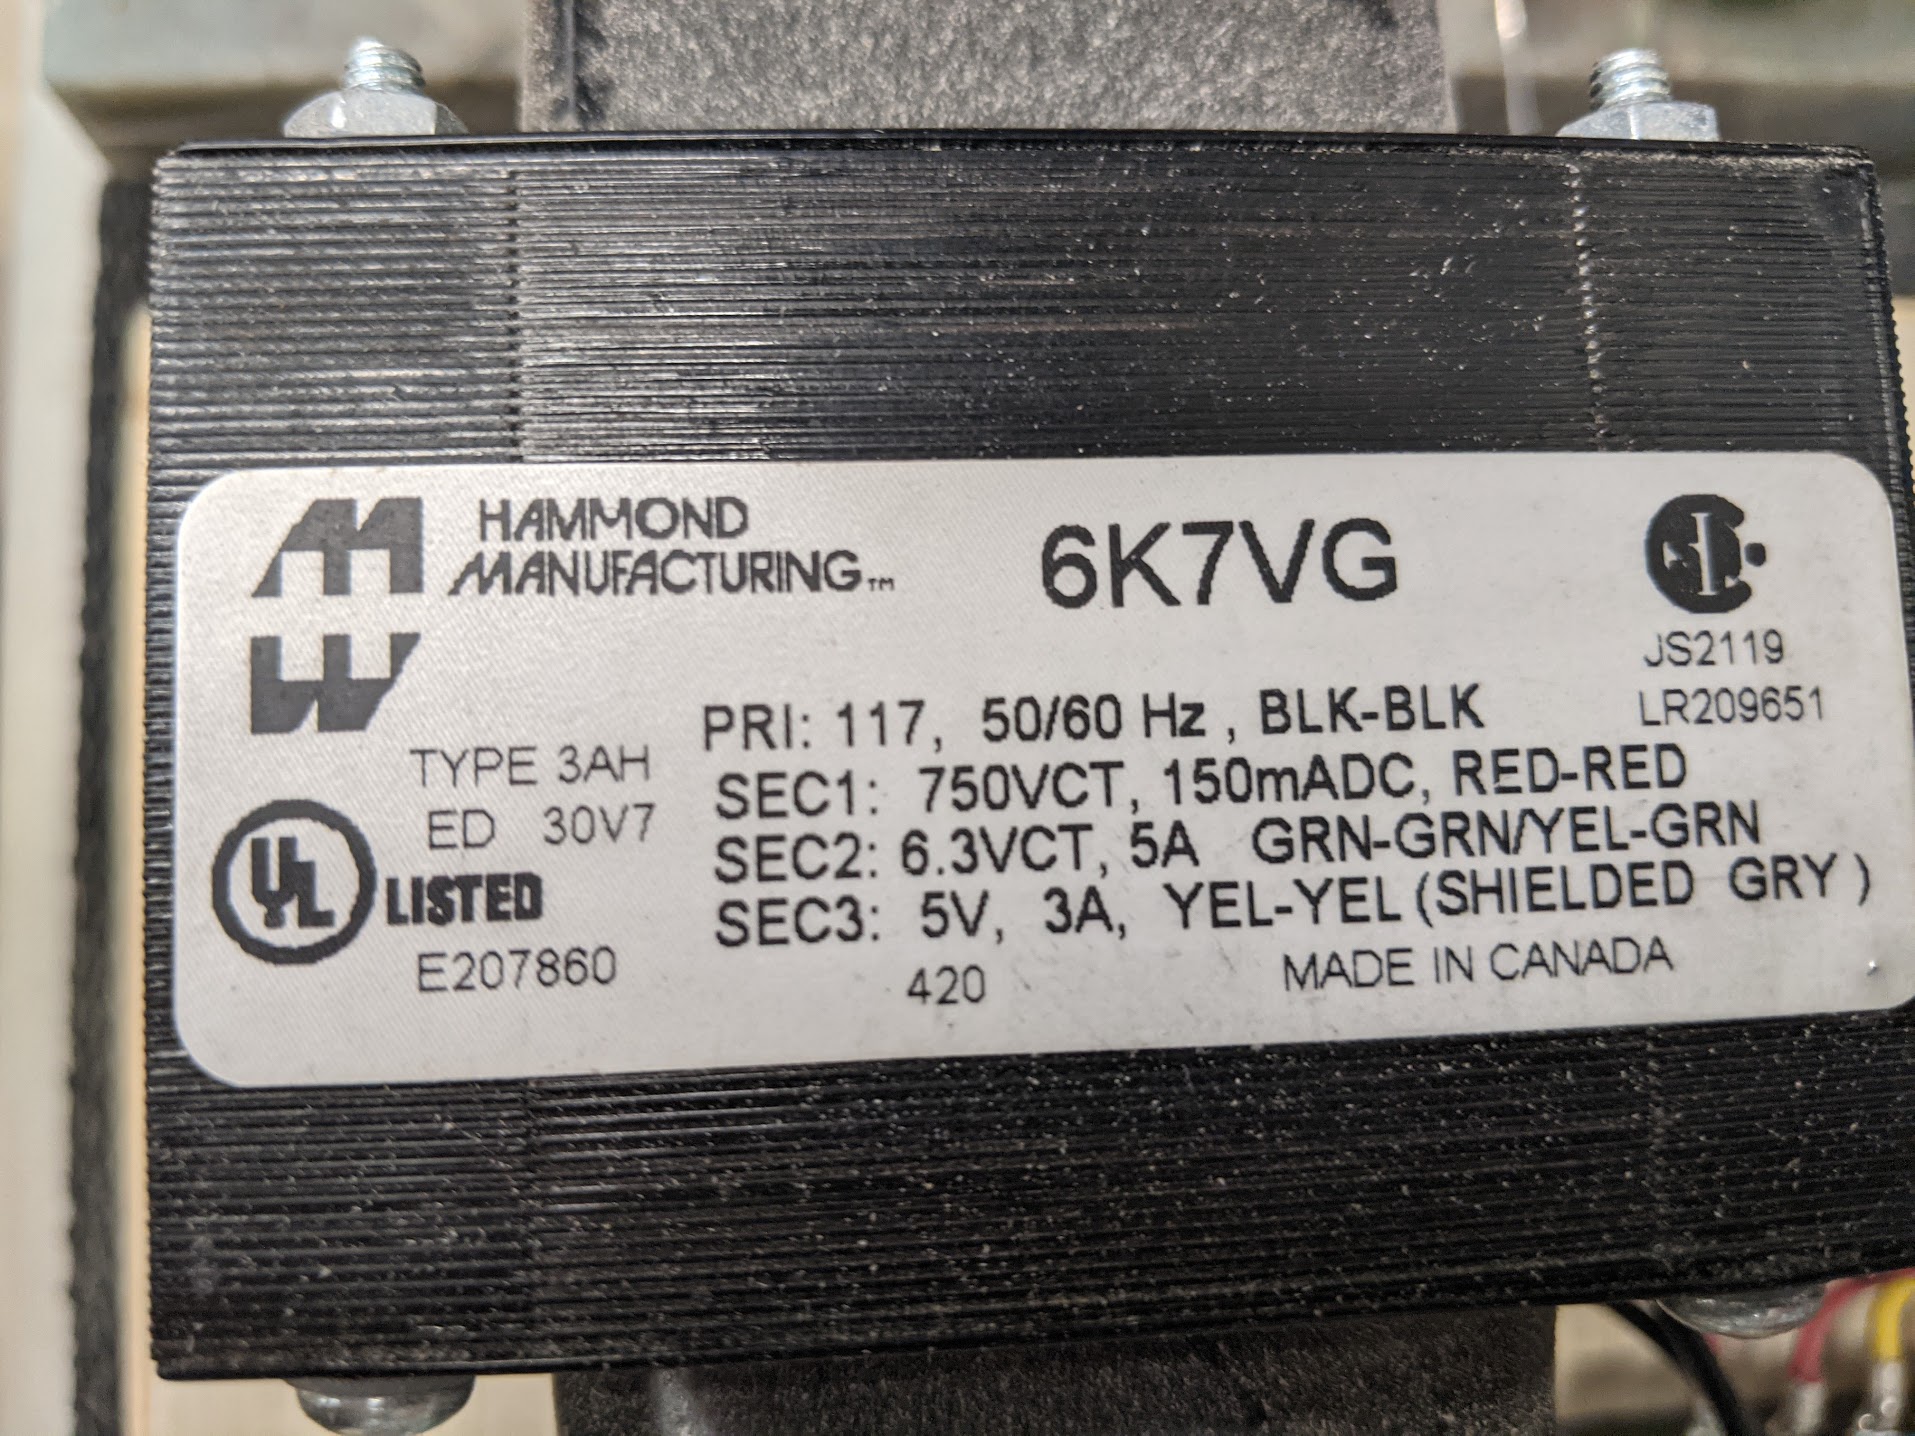 HAMMOND
MANUFACTURING™
6K7VG
JS2119
LR209651
TYPE 3AH
ED 30V7
UL LISTED
E207860
PRI: 117, 50/60 Hz , BLK-BLK
SEC1: 750VCT, 150mADC, RED-RED
SEC2: 6.3VCT, 5A GRN-GRN/YEL-GRN
SEC3: 5V, 3A, YEL-YEL (SHIELDED GRY )
420
MADE IN CANADA